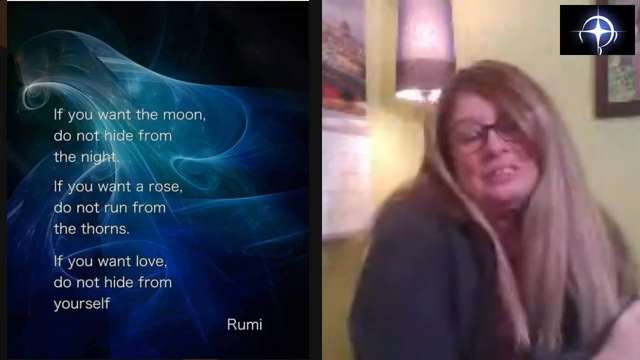 If you want the moon,
do not hide from
the night.
If you want a rose,
do not run from
the thorns.
If you want love,
do not hide from
yourself
Rumi